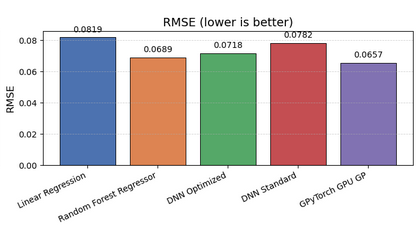 RMSE (lower is better)
0.0819
0.0689
0.0718
0.0782
0.0657
RMSE
0.08
0.06
0.04
0.02
0.00
Linear Regression
Random Forest Regressor
DNN Optimized
DNN Standard
GPyTorch GPU GP